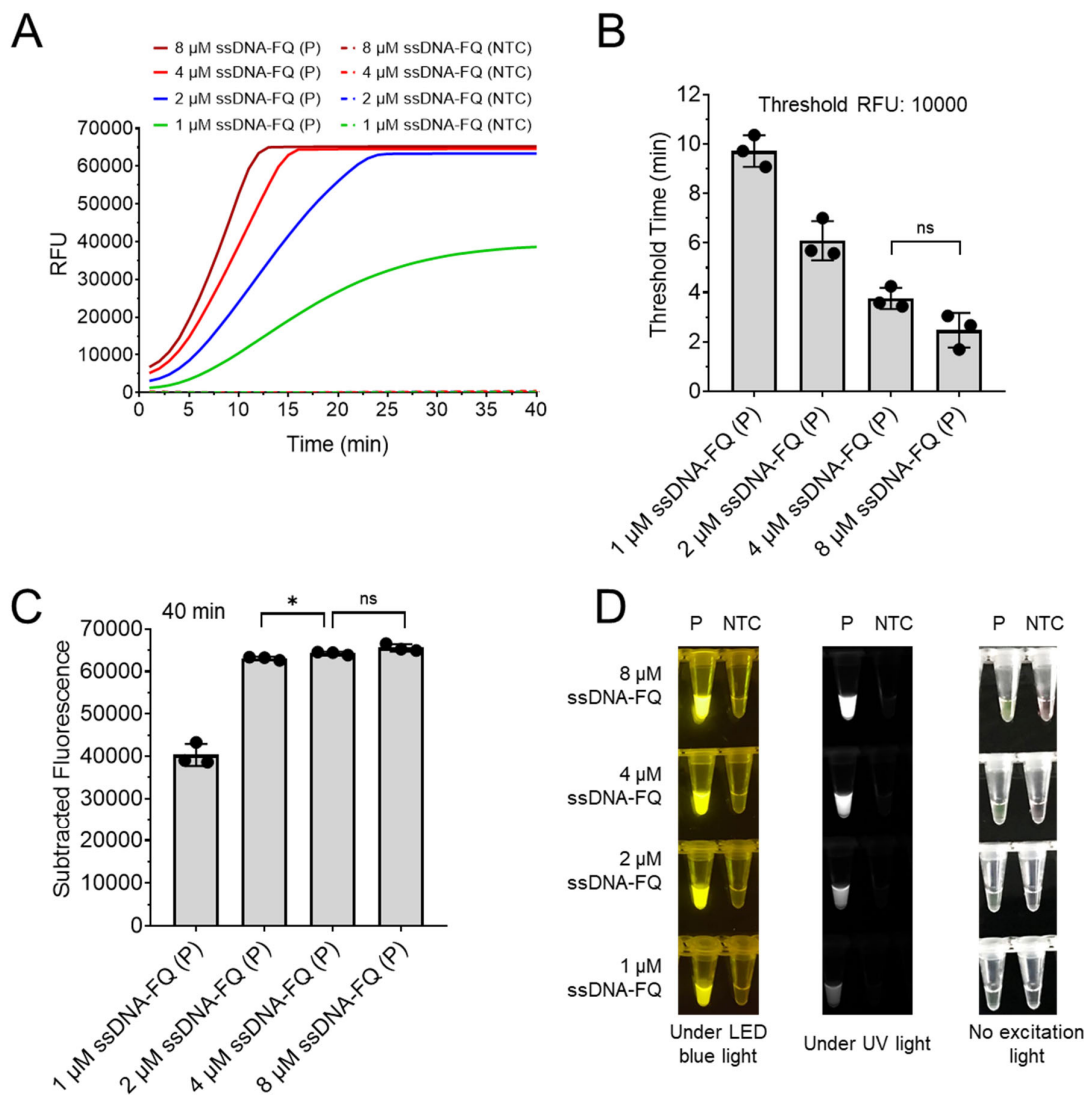 A
8 µM ssDNA-FQ (P)
4 µM ssDNA-FQ (P)
2 µM ssDNA-FQ (P)
1 µM ssDNA-FQ (P)
8 µM ssDNA-FQ (NTC)
4 µM ssDNA-FQ (NTC)
2 µM ssDNA-FQ (NTC)
1 µM ssDNA-FQ (NTC)
70000
60000
50000
40000
30000
20000
10000
0
RFU
0 5 10 15 20 25 30 35 40
Time (min)
B
Threshold RFU: 10000
12
10
8
6
4
2
0
Threshold Time (min)
ns
1 µM ssDNA-FQ (P)
2 µM ssDNA-FQ (P)
4 µM ssDNA-FQ (P)
8 µM ssDNA-FQ (P)
C
40 min
*
ns
70000
60000
50000
40000
30000
20000
10000
0
Subtracted Fluorescence
1 µM ssDNA-FQ (P)
2 µM ssDNA-FQ (P)
4 µM ssDNA-FQ (P)
8 µM ssDNA-FQ (P)
D
P NTC P NTC P NTC
8 µM
ssDNA-FQ
4 µM
ssDNA-FQ
2 µM
ssDNA-FQ
1 µM
ssDNA-FQ
Under LED
blue light
Under UV light
No excitation
light